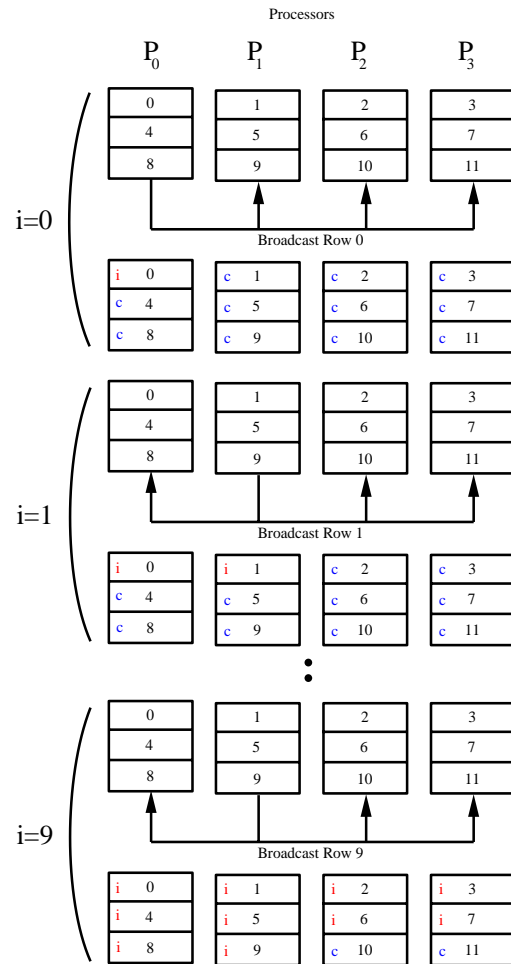 Processors
P0 P1 P2 P3
0 1 2 3
4 5 6 7
8 9 10 11
i=0
Broadcast Row 0
i 0 c 1 c 2 c 3
c 4 c 5 c 6 c 7
c 8 c 9 c 10 c 11
0 1 2 3
4 5 6 7
8 9 10 11
i=1
Broadcast Row 1
i 0 i 1 c 2 c 3
c 4 c 5 c 6 c 7
c 8 c 9 c 10 c 11
0 1 2 3
4 5 6 7
8 9 10 11
i=9
Broadcast Row 9
i 0 i 1 i 2 i 3
i 4 i 5 i 6 i 7
i 8 i 9 c 10 c 11